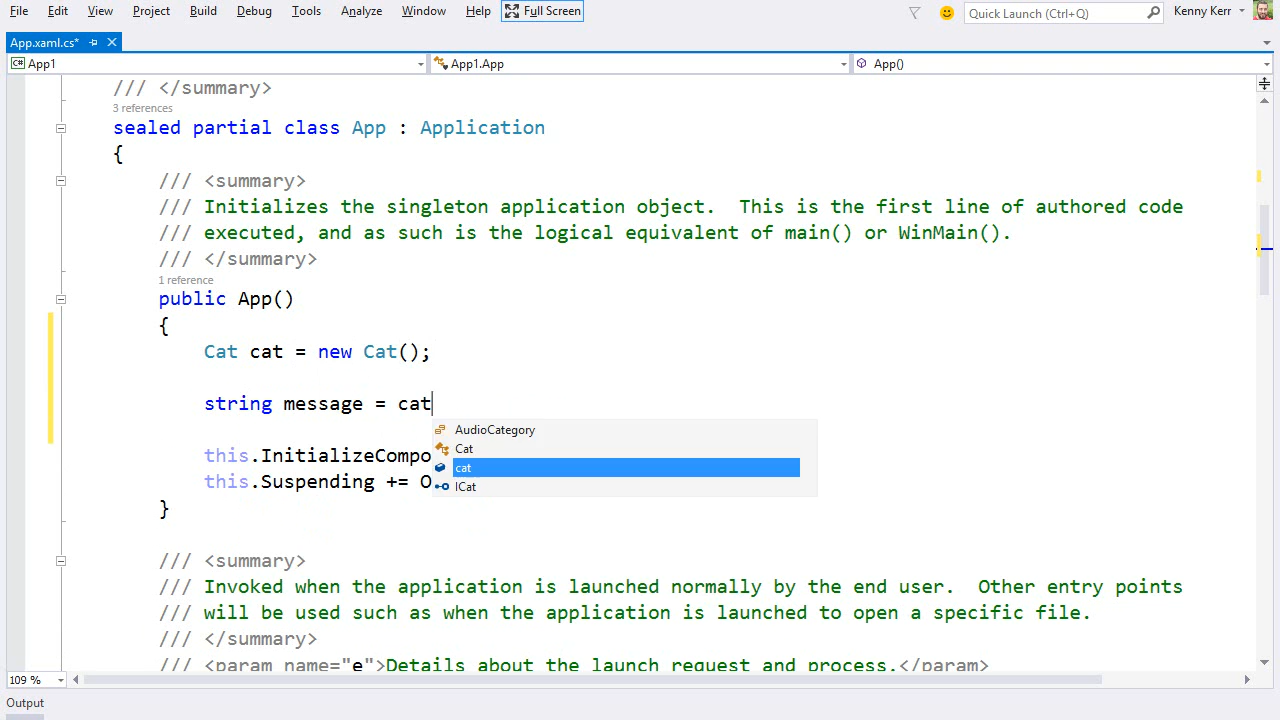 File Edit View Project Build Debug Tools Analyze Window Help Full Screen Quick Launch (Ctrl+Q) Kenny Kerr
App.xaml.cs*
C# App1 App1.App App()
/// </summary>
3 references
sealed partial class App : Application
{
/// <summary>
/// Initializes the singleton application object.  This is the first line of authored code
/// executed, and as such is the logical equivalent of main() or WinMain().
/// </summary>
1 reference
public App()
{
Cat cat = new Cat();
string message = cat
AudioCategory
Cat
cat
ICat
this.InitializeCompo
this.Suspending += O
}
/// <summary>
/// Invoked when the application is launched normally by the end user.  Other entry points
/// will be used such as when the application is launched to open a specific file.
/// </summary>
/// <param name="e">Details about the launch request and process.</param>
109 %
Output